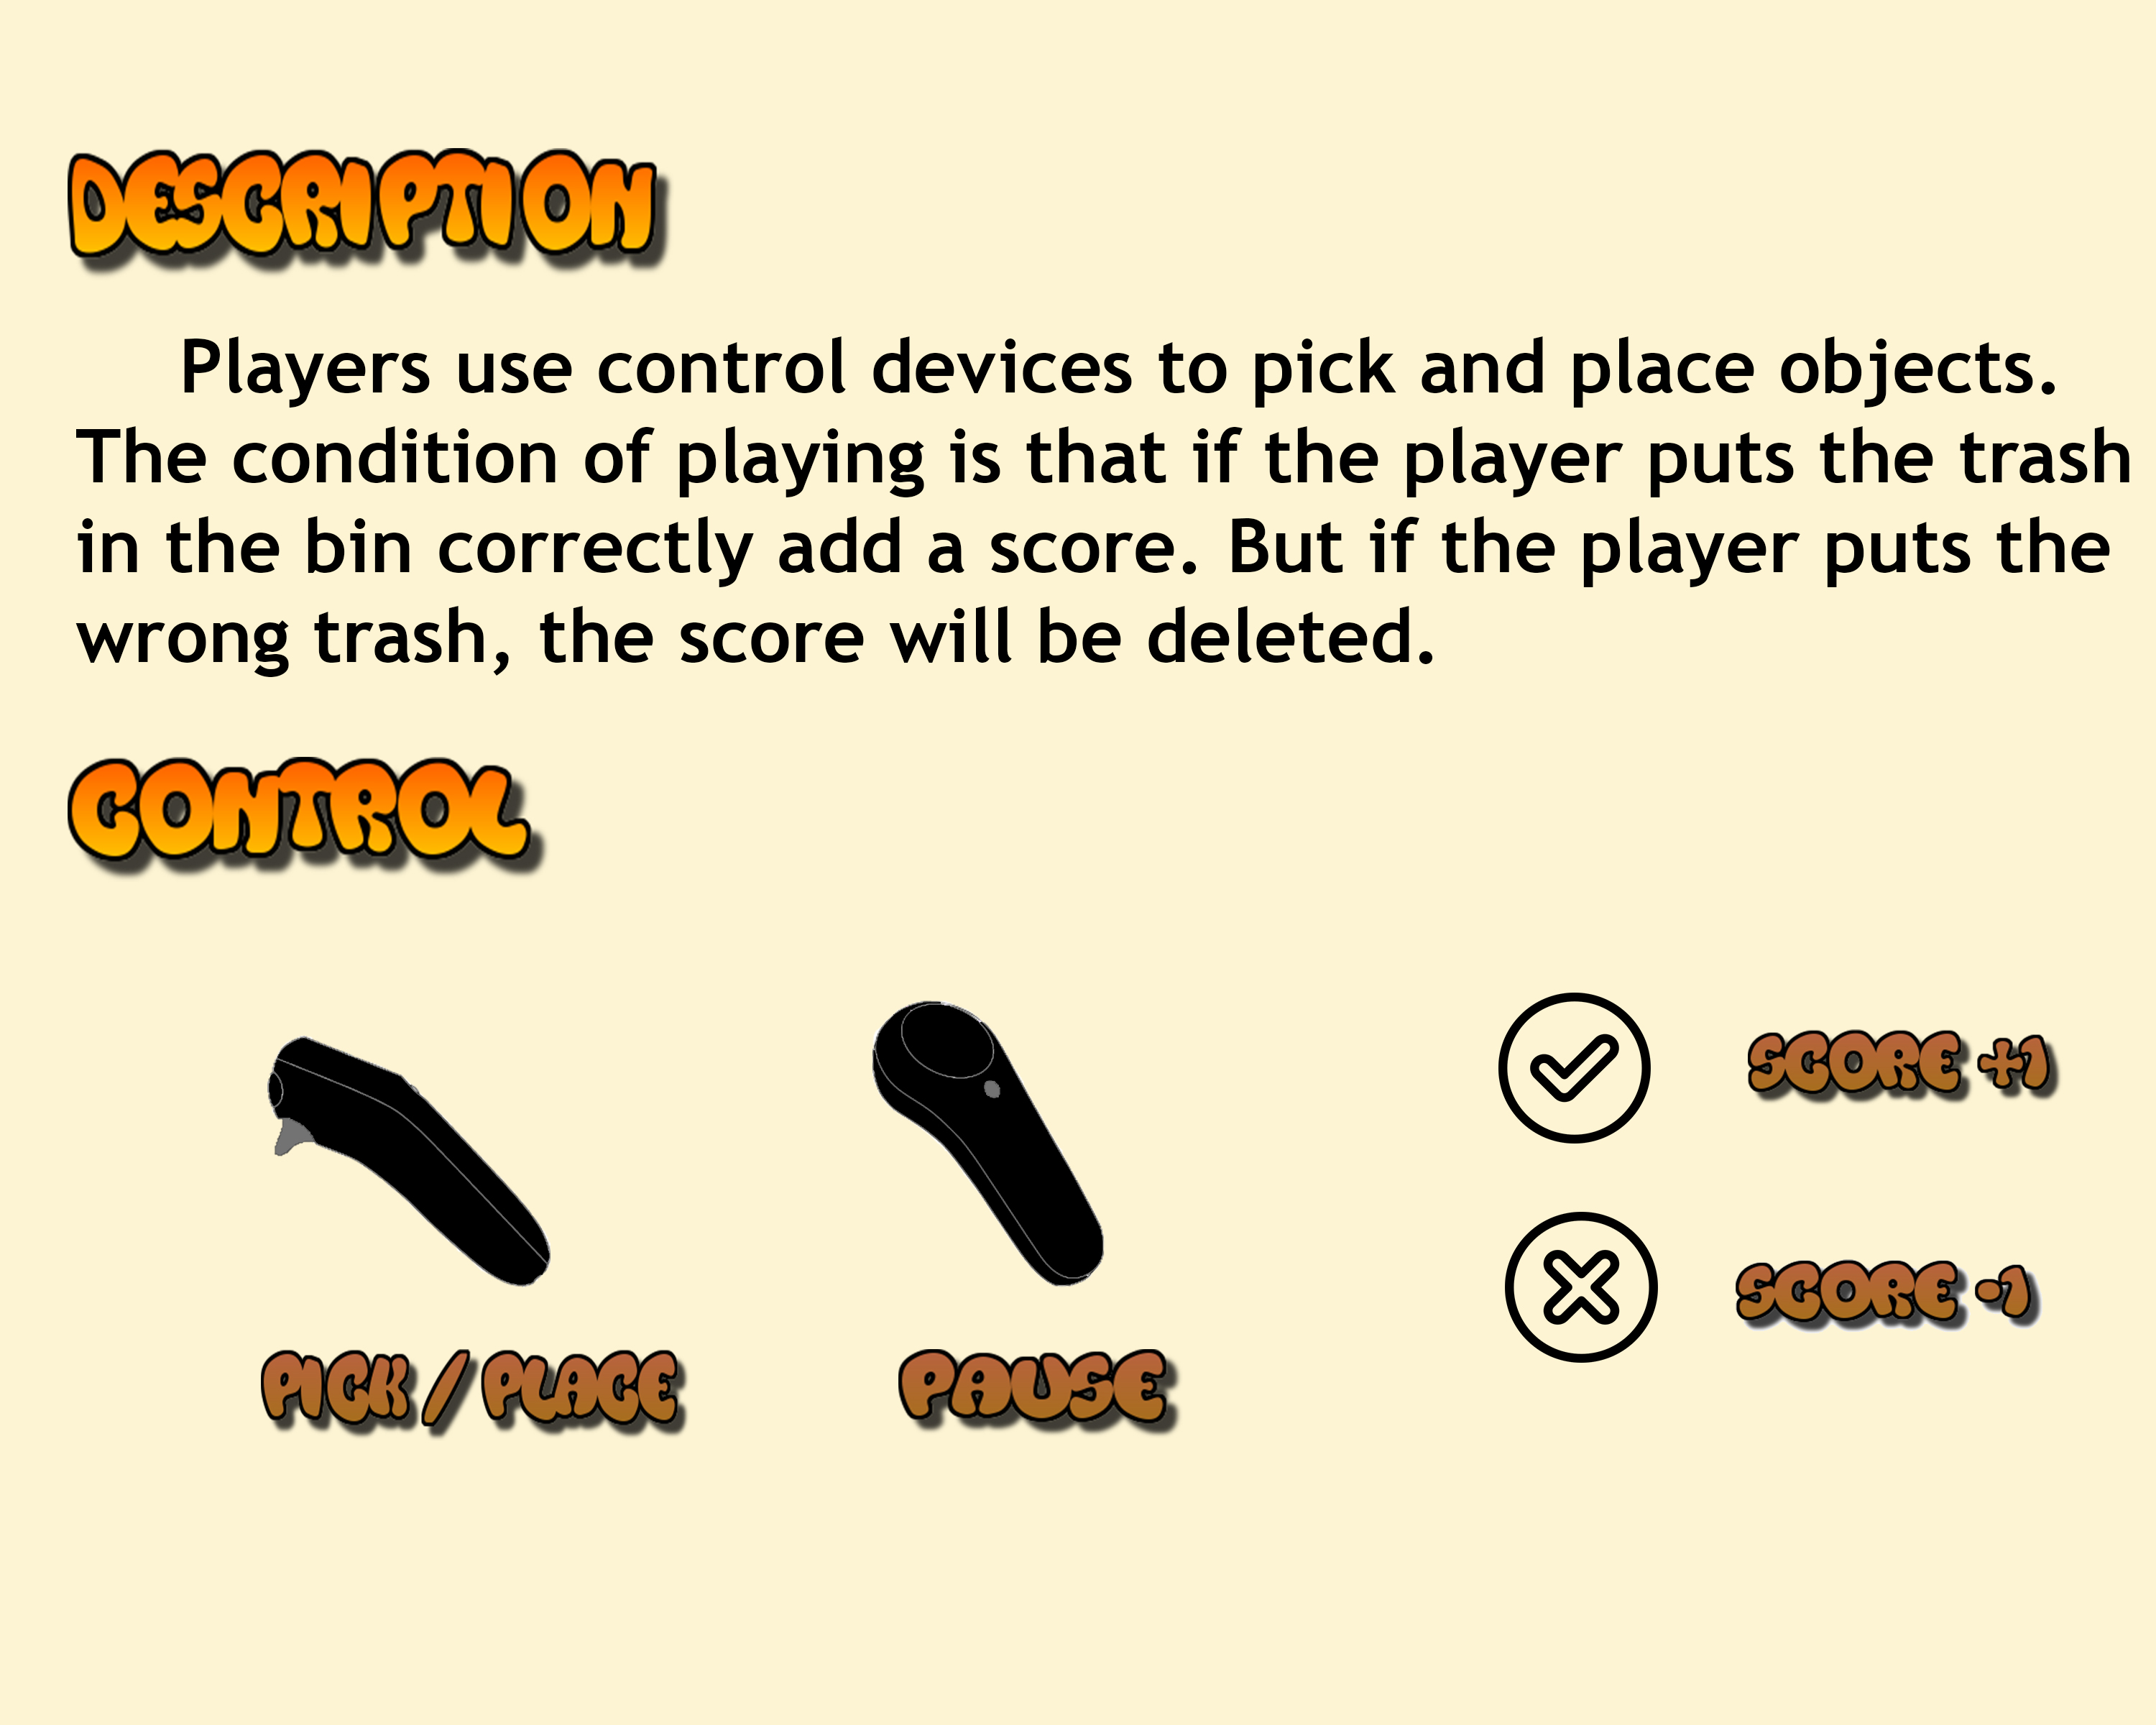 DESCRIPTION
Players use control devices to pick and place objects.
The condition of playing is that if the player puts the trash
in the bin correctly add a score. But if the player puts the
wrong trash, the score will be deleted.
CONTROL
SCORE +1
SCORE -1
PICK / PLACE
PAUSE